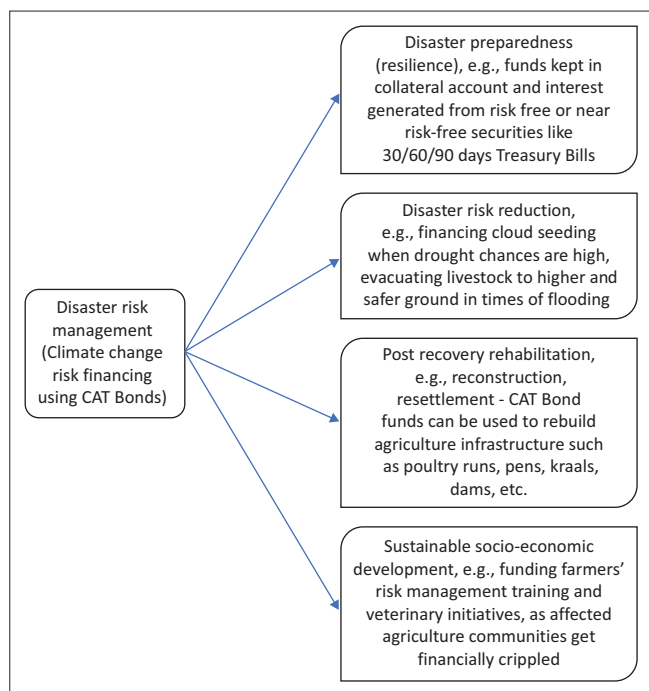 Disaster preparedness
(resilience), e.g., funds kept in
collateral account and interest
generated from risk free or near
risk-free securities like
30/60/90 days Treasury Bills
Disaster risk reduction,
e.g., financing cloud seeding
when drought chances are high,
evacuating livestock to higher and
safer ground in times of flooding
Disaster risk
management
(Climate change
risk financing
using CAT Bonds)
Post recovery rehabilitation,
e.g., reconstruction,
resettlement - CAT Bond
funds can be used to rebuild
agriculture infrastructure such
as poultry runs, pens, kraals,
dams, etc.
Sustainable socio-economic
development, e.g., funding farmers’
risk management training and
veterinary initiatives, as affected
agriculture communities get
financially crippled